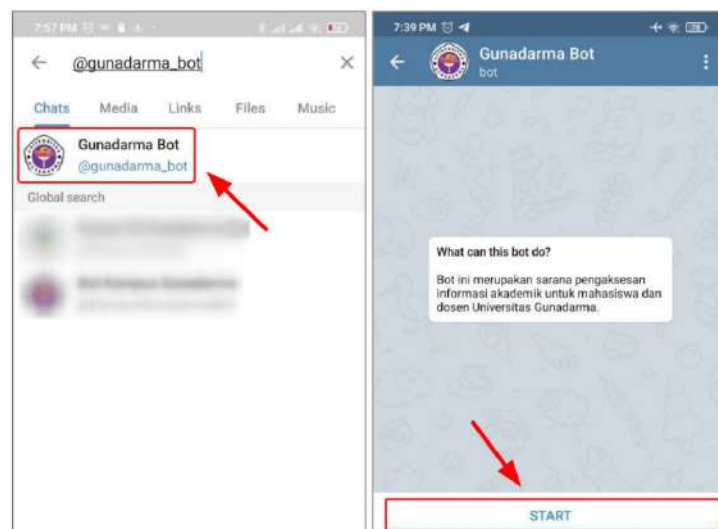 7:57 PM
@gunadarma_bot
Chats Media Links Files Music
Gunadarma Bot
@gunadarma_bot
Global search
7:39 PM
Gunadarma Bot
bot
What can this bot do?
Bot ini merupakan sarana pengaksesan
informasi akademik untuk mahasiswa dan
dosen Universitas Gunadarma.
START